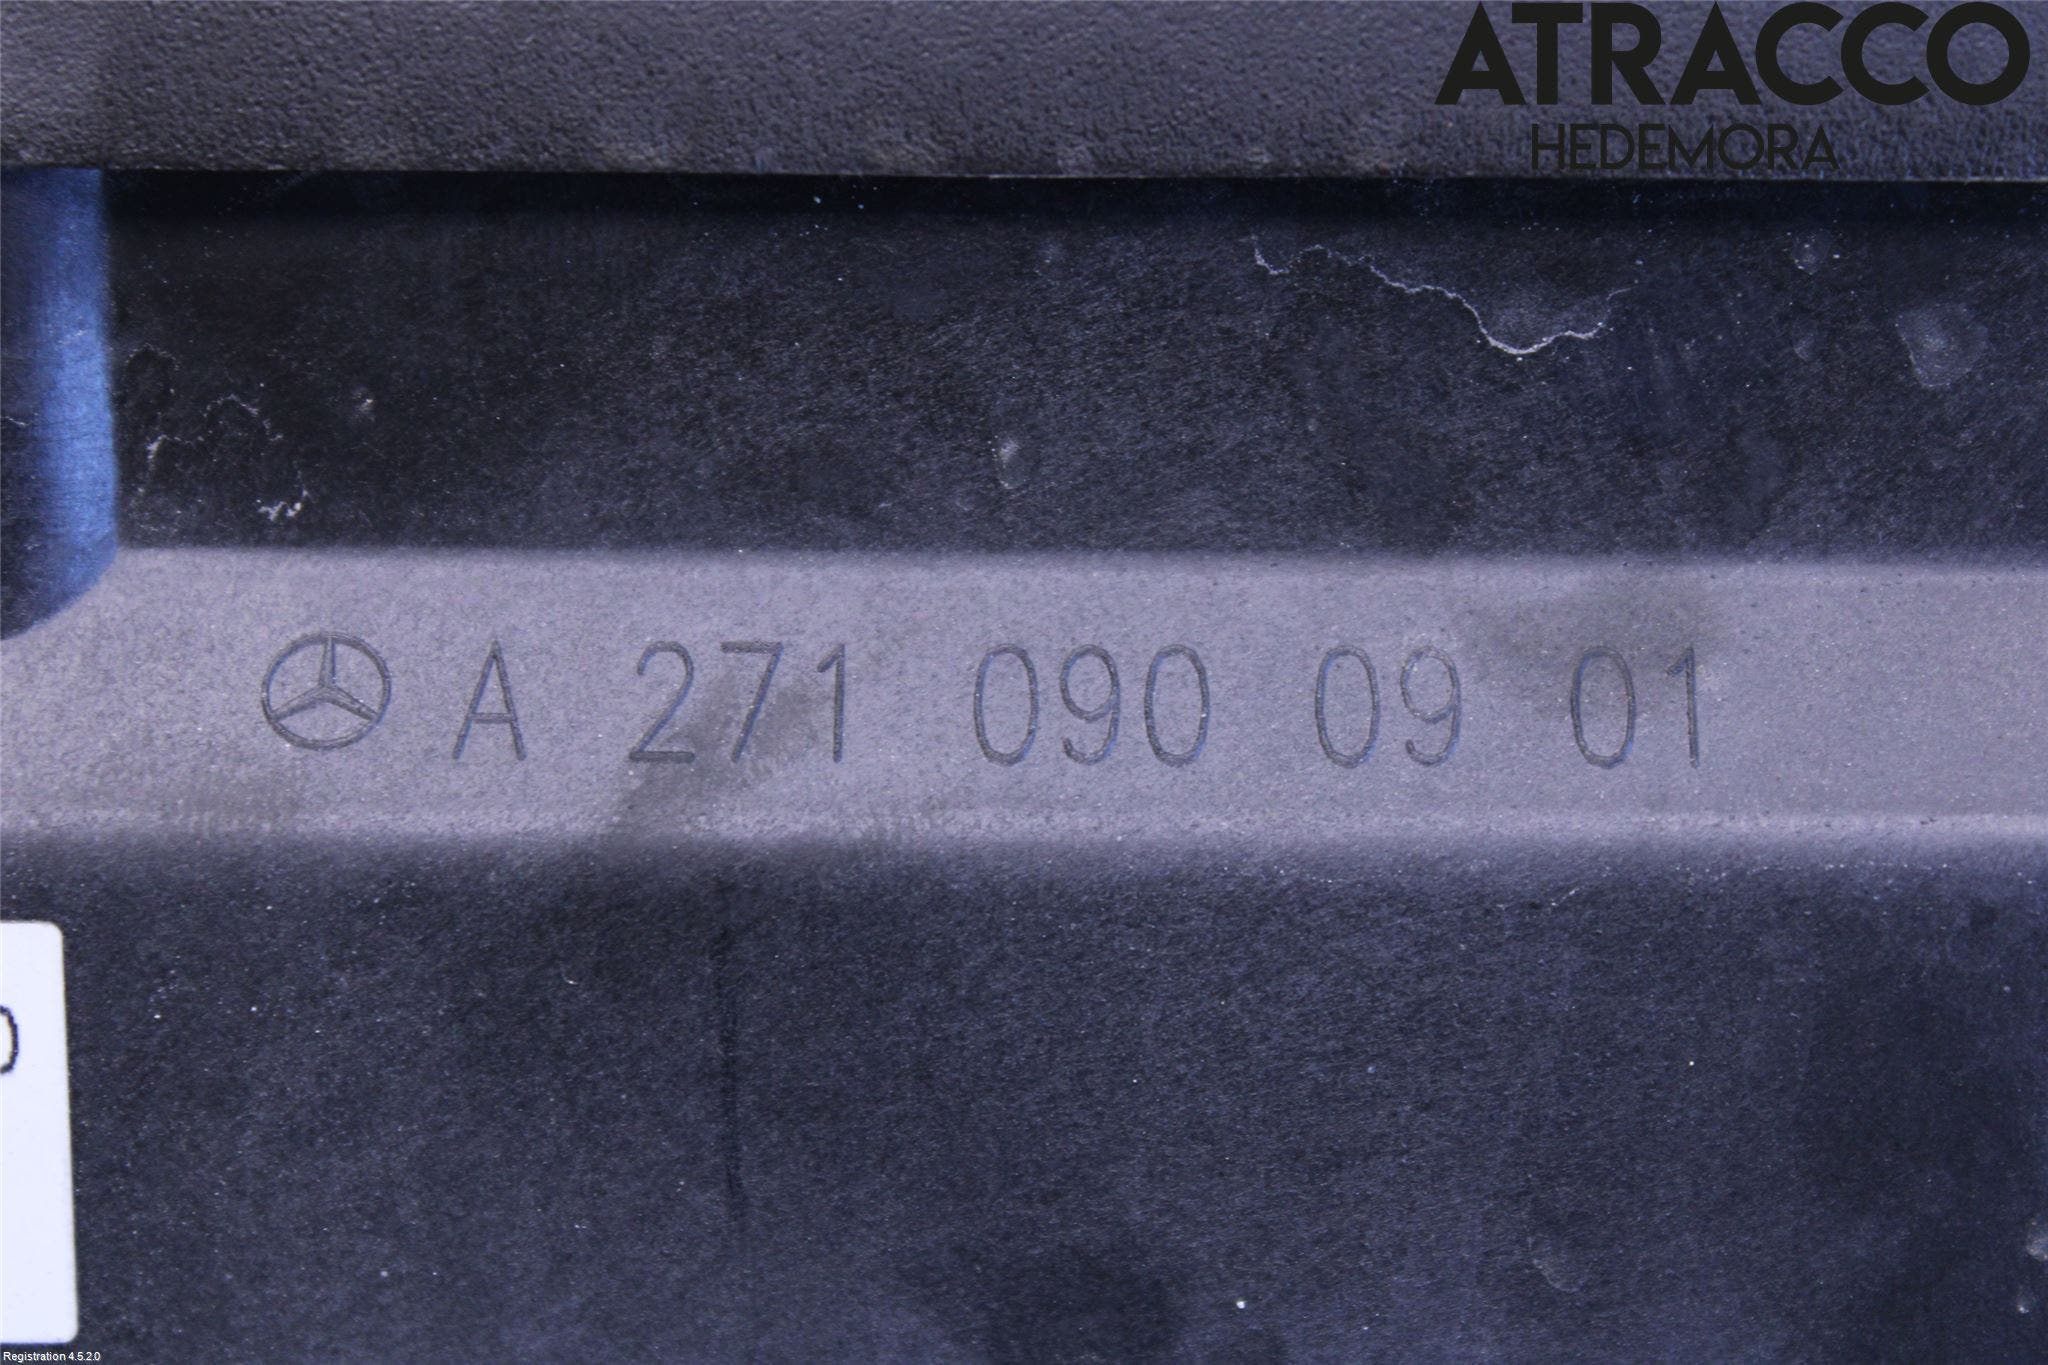 ATRACCO
HEDEMORA
A 271 090 09 01
Registration 4.5.2.0